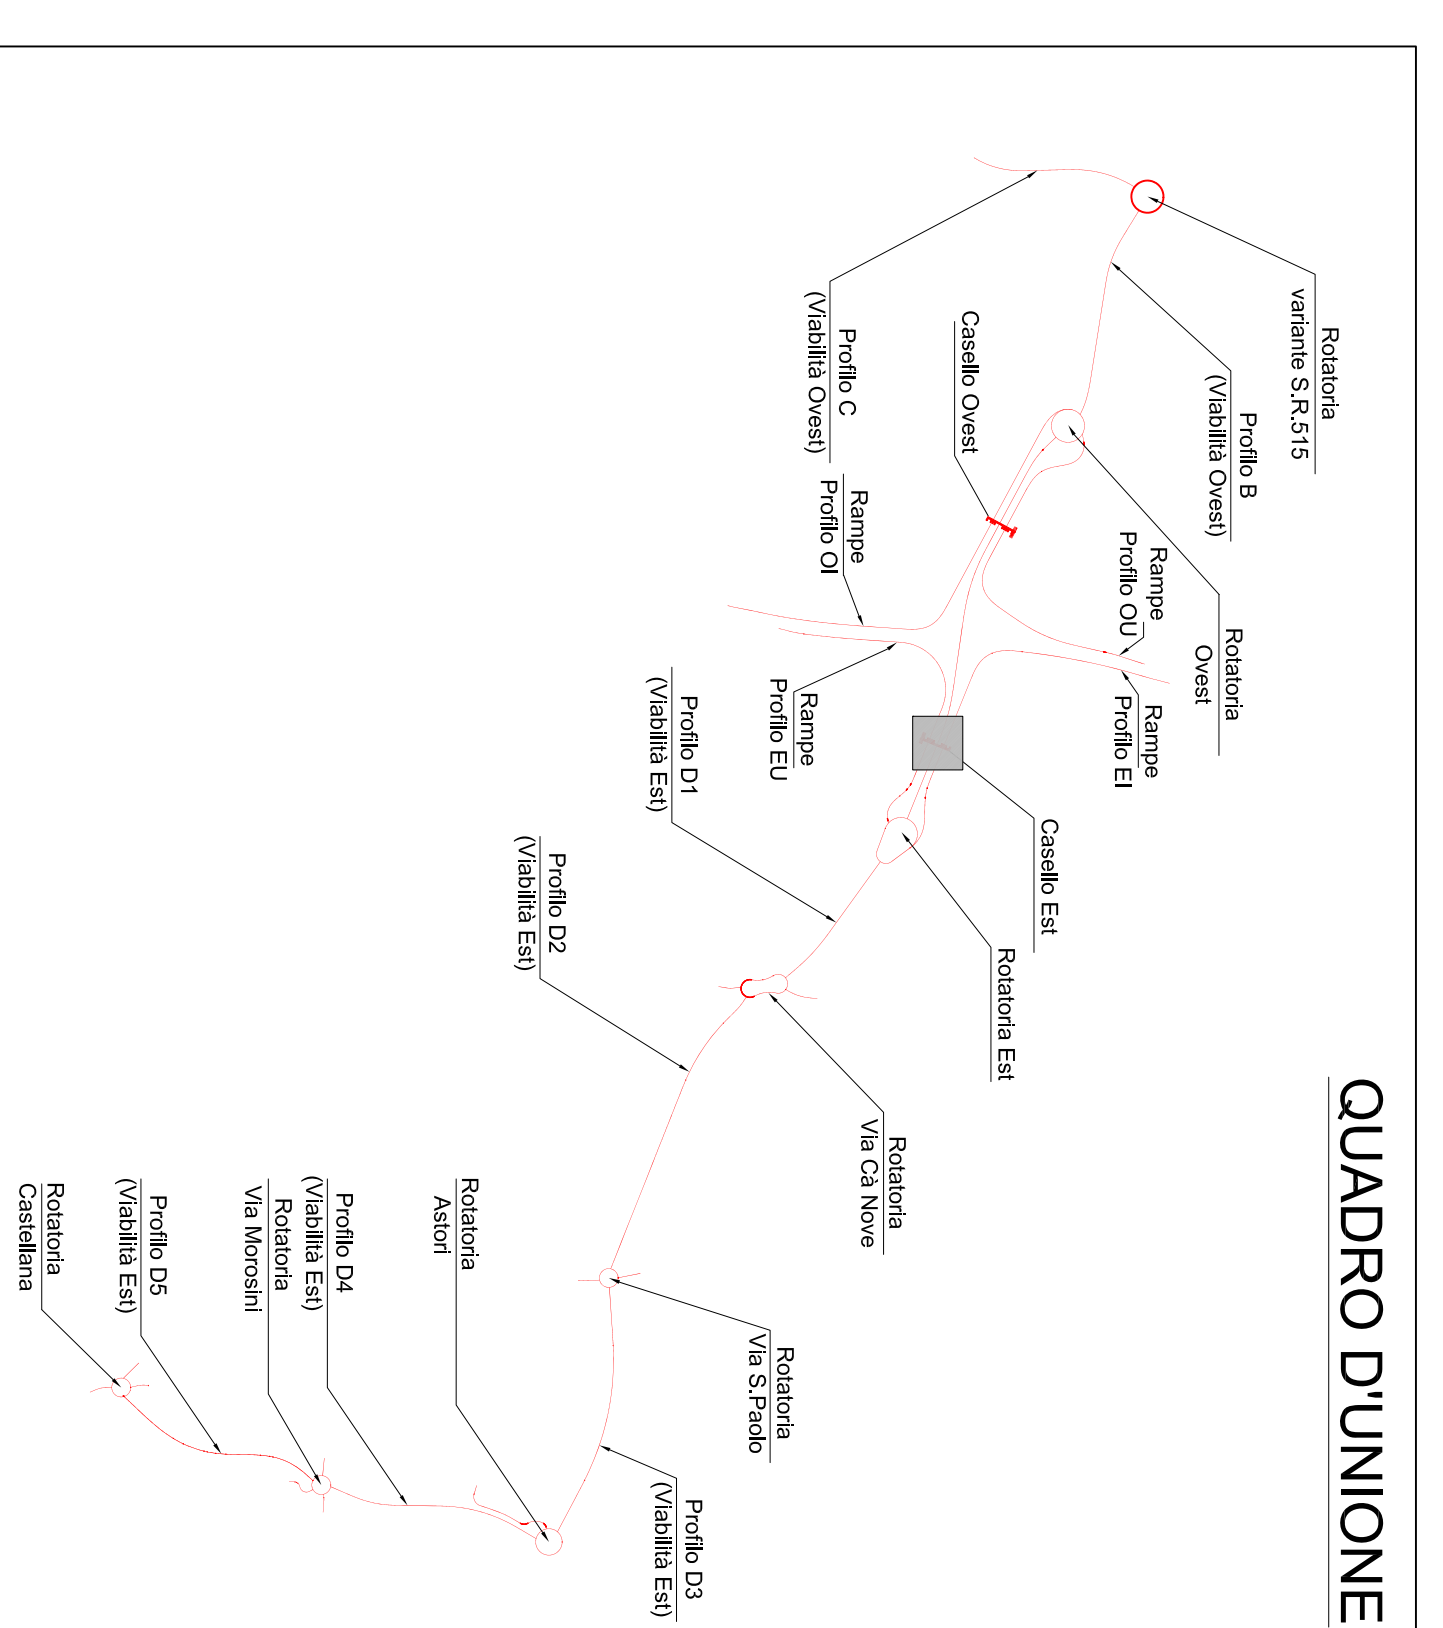 QUADRO D'UNIONE
Rotatoria
variante S.R.515
Profilo B
(Viabilità Ovest)
Rotatoria
Ovest
Rampe
Profilo OU
Rampe
Profilo EI
Casello Ovest
Profilo C
(Viabilità Ovest)
Rampe
Profilo OI
Rampe
Profilo EU
Casello Est
Rotatoria Est
Profilo D1
(Viabilità Est)
Profilo D2
(Viabilità Est)
Rotatoria
Via Cà Nove
Rotatoria
Via S.Paolo
Profilo D3
(Viabilità Est)
Rotatoria
Astori
Profilo D4
(Viabilità Est)
Rotatoria
Via Morosini
Profilo D5
(Viabilità Est)
Rotatoria
Castellana